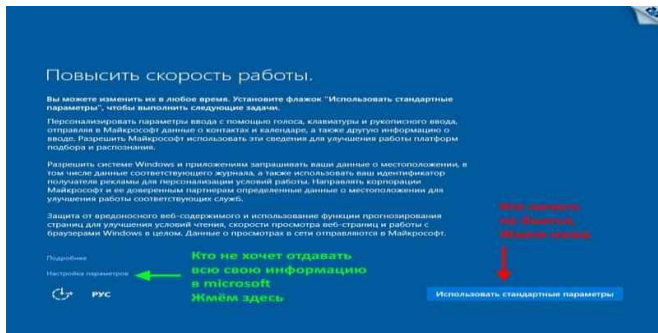 Повысить скорость работы.
Вы можете изменить их в любое время. Установите флажок "Использовать стандартные
параметры", чтобы выполнить следующие задачи.
Персонализировать параметры ввода с помощью голоса, клавиатуры и рукописного ввода,
отправляя в Майкрософт данные о контактах и календаре, а также другую информацию о
вводе. Разрешить Майкрософт использовать эти сведения для улучшения работы платформ
подбора и распознания.
Разрешить системе Windows и приложениям запрашивать ваши данные о местоположении, в
том числе данные соответствующего журнала, а также использовать ваш идентификатор
получателя рекламы для персонализации условий работы. Направлять корпорации
Майкрософт и ее доверенным партнерам определенные данные о местоположении для
улучшения работы соответствующих служб.
Защита от вредоносного веб-содержимого и использование функции прогнозирования
страниц для улучшения условий чтения, скорости просмотра веб-страниц и работы с
браузерами Windows в целом. Данные о просмотрах в сети отправляются в Майкрософт.
Подробнее
Настройка параметров
Кто не хочет отдавать
всю свою информацию
в microsoft
Жмём здесь
РУС
Использовать стандартные параметры